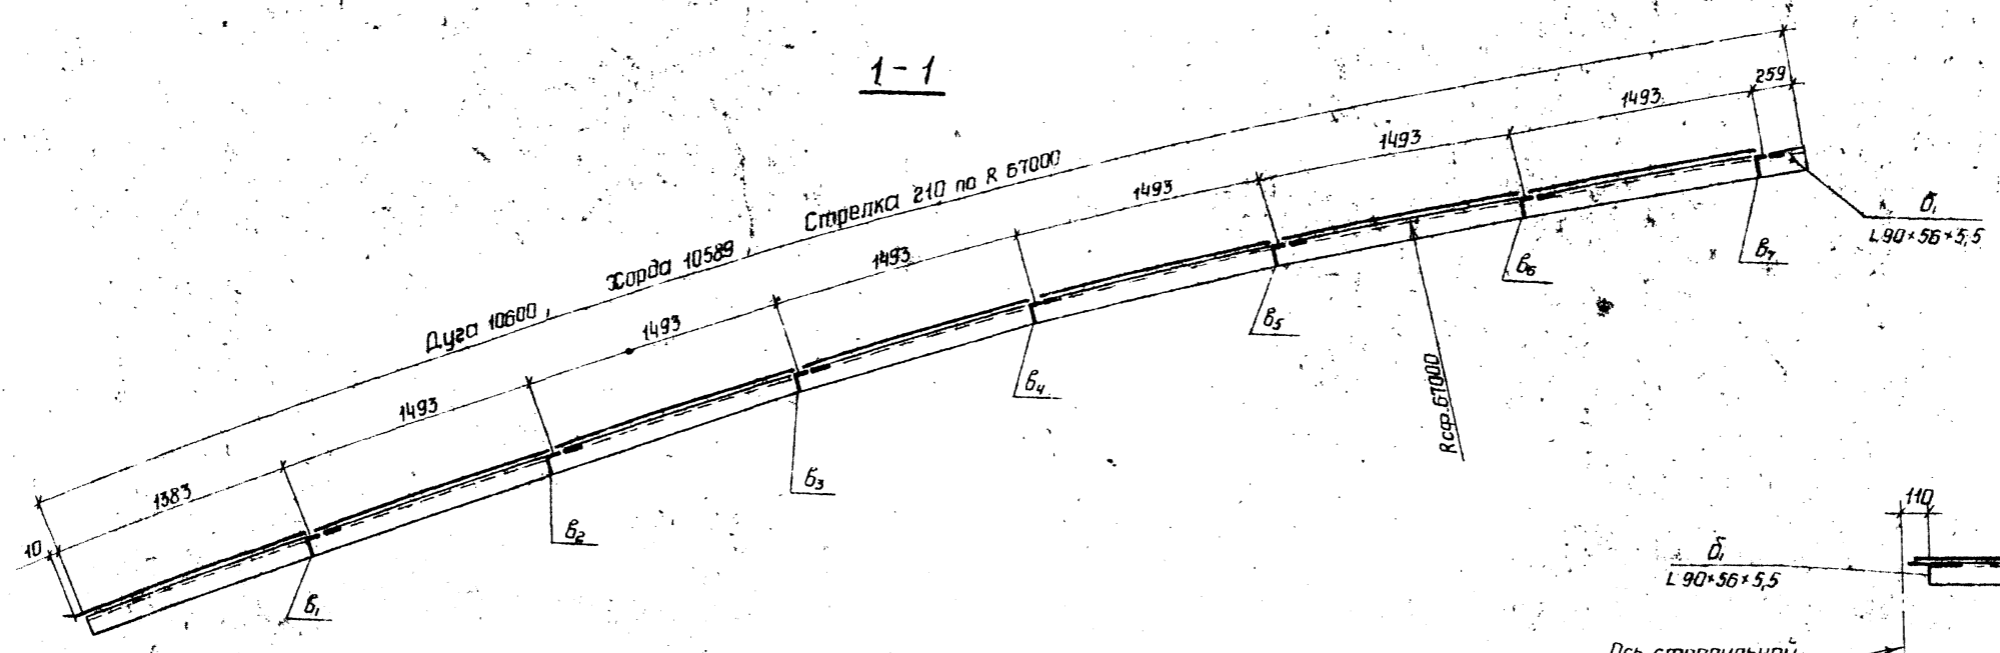 1-1
Дуга 10600, Хорда 10589 Стрелка 210 по R 67000
10
1383
1493
1493
1493
1493
1493
1493
259
б₁
L 90×56×5,5
в₁
в₂
в₃
в₄
в₅
в₆
в₇
Rсф.67000
110
б₁
L 90×56×5,5